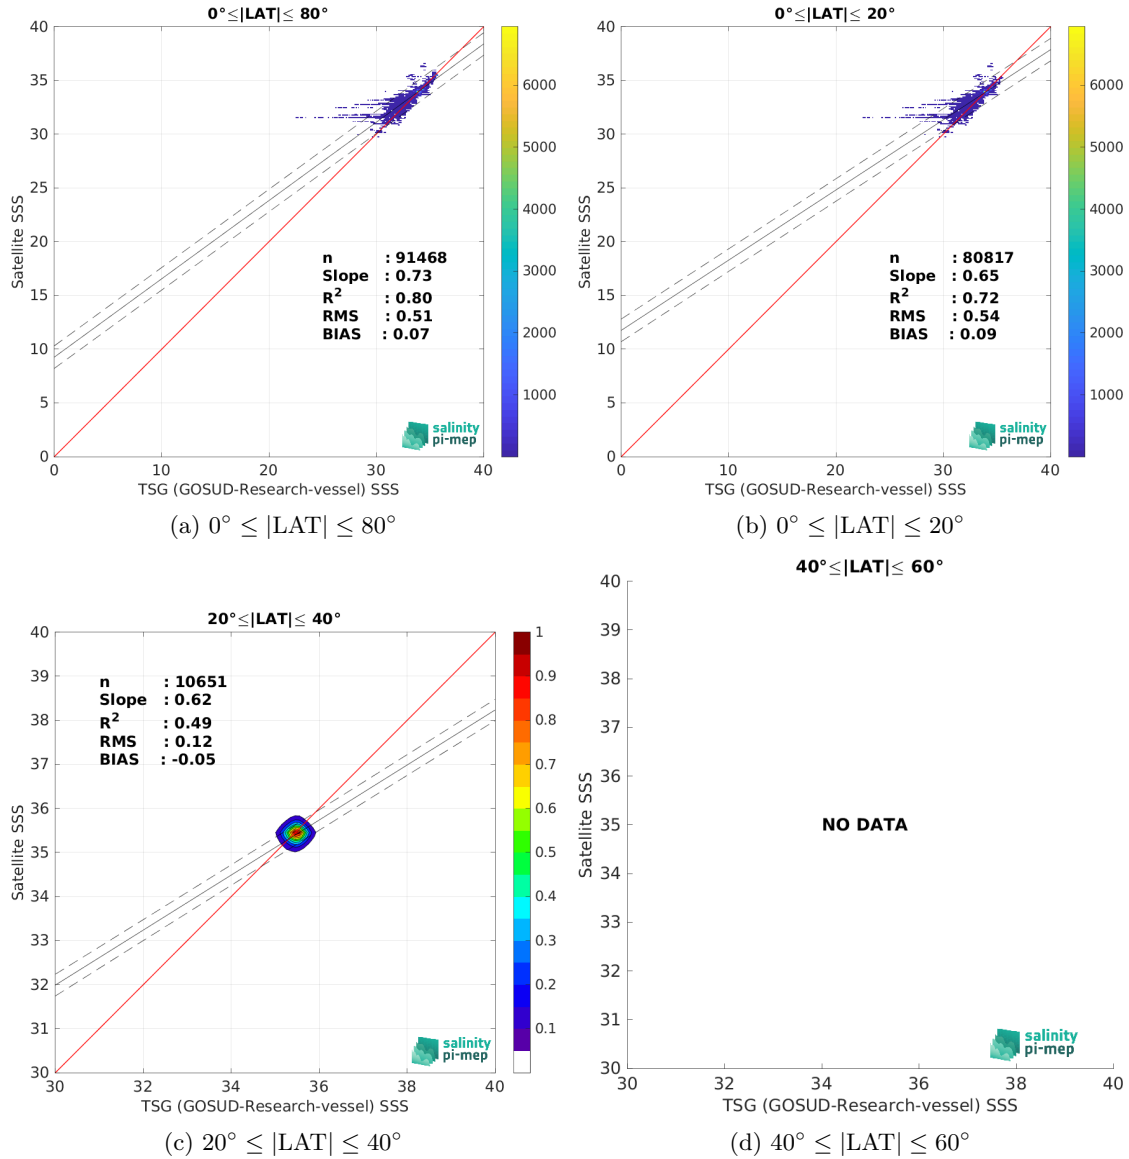 0°≤|LAT|≤ 80°
40
35
30
25
20
15
10
5
0
Satellite SSS
n : 91468
Slope : 0.73
R² : 0.80
RMS : 0.51
BIAS : 0.07
salinity
pi-mep
0 10 20 30 40
TSG (GOSUD-Research-vessel) SSS
6000
5000
4000
3000
2000
1000
(a) 0° ≤ |LAT| ≤ 80°
0°≤|LAT|≤ 20°
40
35
30
25
20
15
10
5
0
Satellite SSS
n : 80817
Slope : 0.65
R² : 0.72
RMS : 0.54
BIAS : 0.09
salinity
pi-mep
0 10 20 30 40
TSG (GOSUD-Research-vessel) SSS
6000
5000
4000
3000
2000
1000
(b) 0° ≤ |LAT| ≤ 20°
20°≤|LAT|≤ 40°
40
39
38
37
36
35
34
33
32
31
30
Satellite SSS
n : 10651
Slope : 0.62
R² : 0.49
RMS : 0.12
BIAS : -0.05
salinity
pi-mep
30 32 34 36 38 40
TSG (GOSUD-Research-vessel) SSS
1
0.9
0.8
0.7
0.6
0.5
0.4
0.3
0.2
0.1
(c) 20° ≤ |LAT| ≤ 40°
40°≤|LAT|≤ 60°
40
39
38
37
36
35
34
33
32
31
30
Satellite SSS
NO DATA
salinity
pi-mep
30 32 34 36 38 40
TSG (GOSUD-Research-vessel) SSS
(d) 40° ≤ |LAT| ≤ 60°